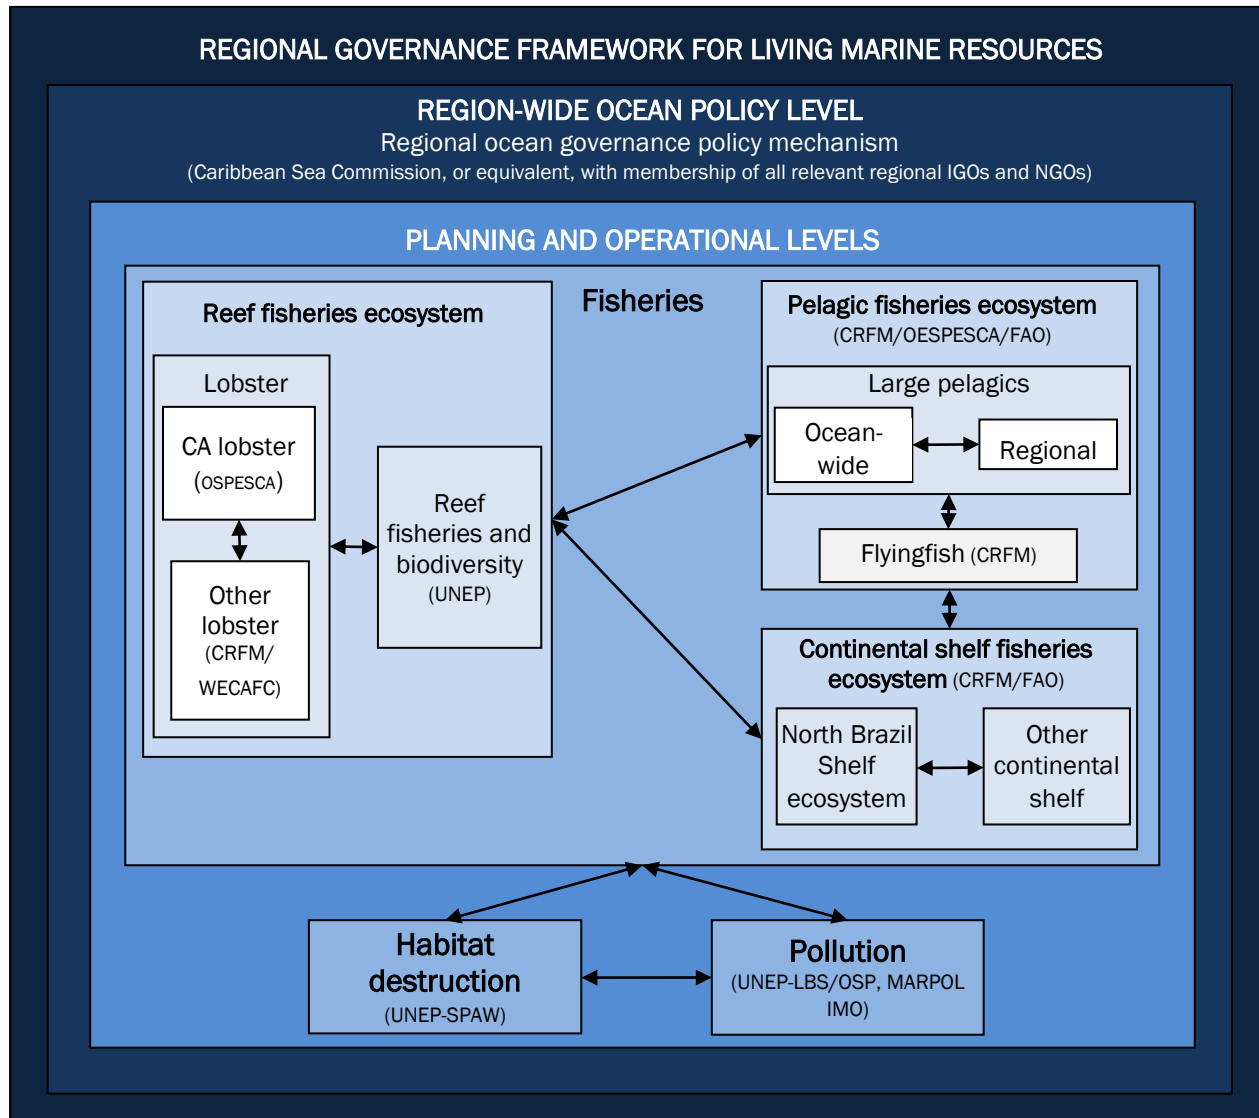 REGIONAL GOVERNANCE FRAMEWORK FOR LIVING MARINE RESOURCES
REGION-WIDE OCEAN POLICY LEVEL
Regional ocean governance policy mechanism
(Caribbean Sea Commission, or equivalent, with membership of all relevant regional IGOs and NGOs)
PLANNING AND OPERATIONAL LEVELS
Fisheries
Reef fisheries ecosystem
Lobster
CA lobster
(OSPESCA)
Other
lobster
(CRFM/
WECAFC)
Reef
fisheries and
biodiversity
(UNEP)
Pelagic fisheries ecosystem
(CRFM/OESPESCA/FAO)
Large pelagics
Ocean-
wide
Regional
Flyingfish (CRFM)
Continental shelf fisheries
ecosystem (CRFM/FAO)
North Brazil
Shelf
ecosystem
Other
continental
shelf
Habitat
destruction
(UNEP-SPAW)
Pollution
(UNEP-LBS/OSP, MARPOL
IMO)